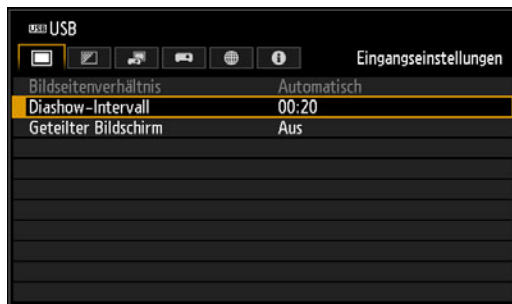 USB USB
Eingangseinstellungen
Bildseitenverhältnis Automatisch
Diashow-Intervall 00:20
Geteilter Bildschirm Aus